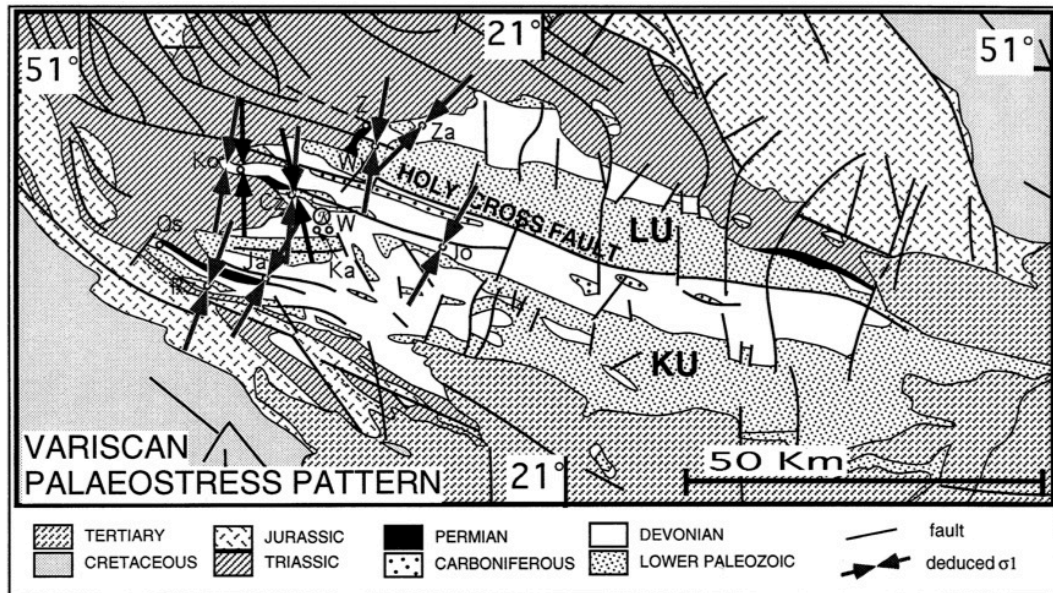 21°
51°
51°
Z
Za
Ko
W
HOLY CROSS FAULT
Cz
W
LU
Os
Ja
Ka
KU
VARISCAN
PALAEOSTRESS PATTERN
21°
50 Km
TERTIARY
JURASSIC
PERMIAN
DEVONIAN
fault
CRETACEOUS
TRIASSIC
CARBONIFEROUS
LOWER PALEOZOIC
deduced σ1